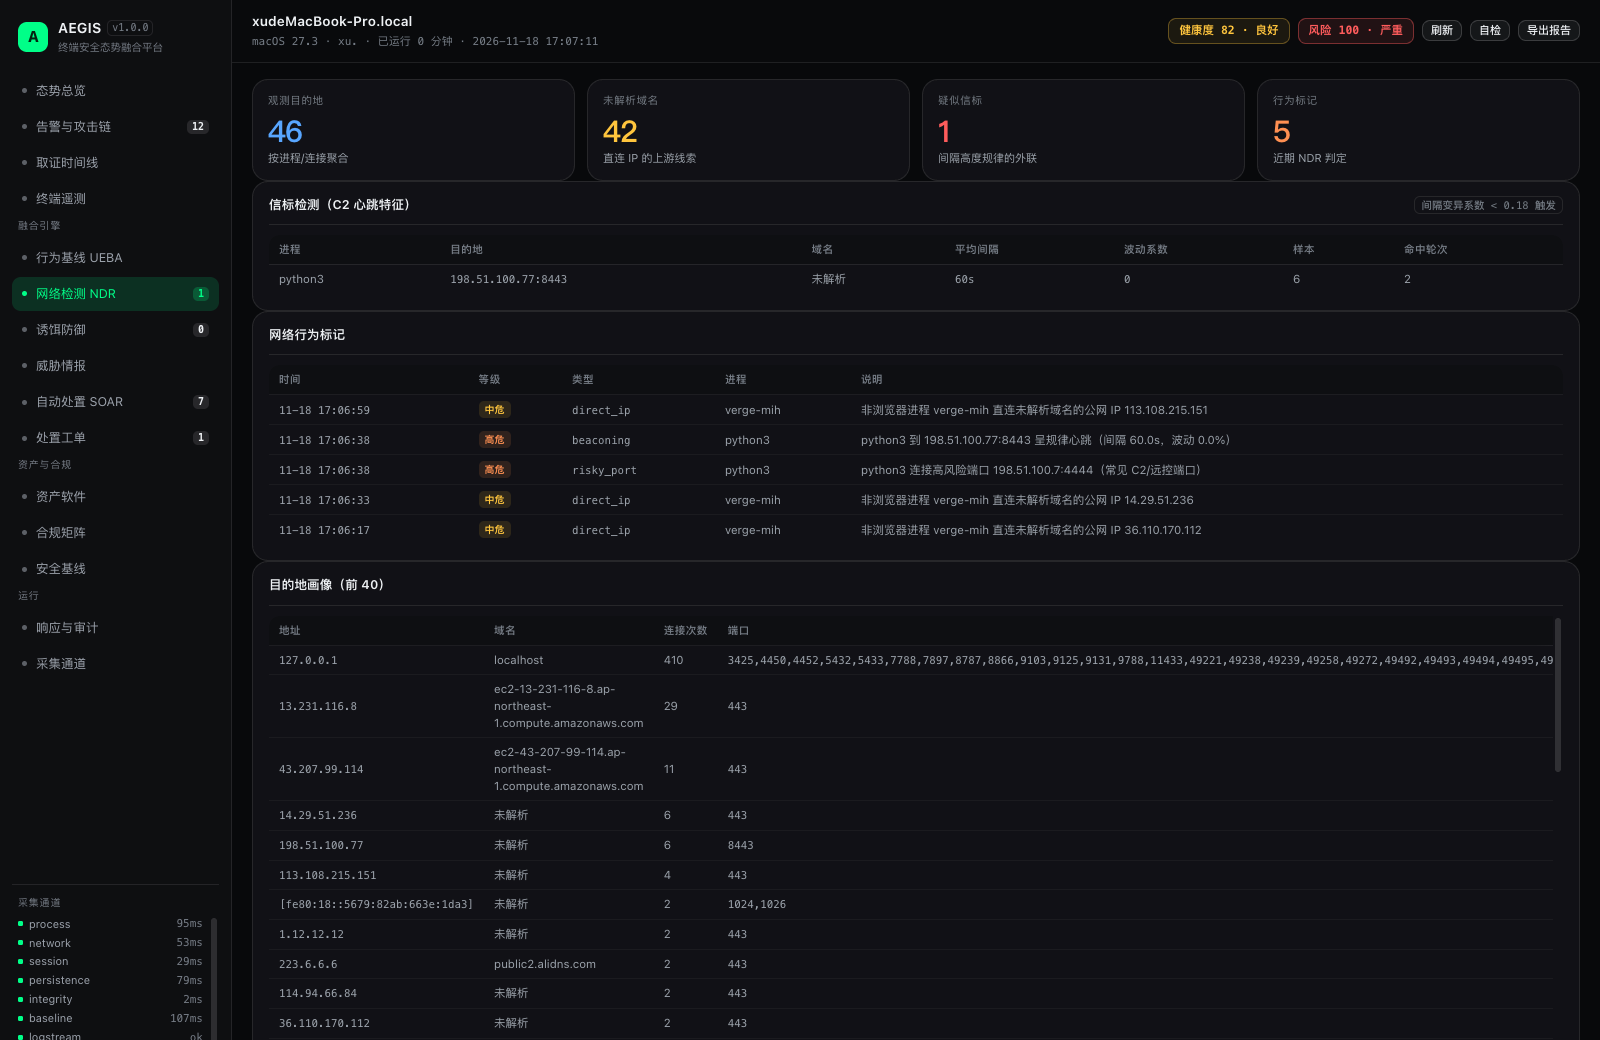 A
AEGIS v1.0.0
终端安全态势融合平台
态势总览
告警与攻击链 12
取证时间线
终端遥测
融合引擎
行为基线 UEBA
网络检测 NDR 1
诱饵防御 0
威胁情报
自动处置 SOAR 7
处置工单 1
资产与合规
资产软件
合规矩阵
安全基线
运行
响应与审计
采集通道
采集通道
process 95ms
network 53ms
session 29ms
persistence 79ms
integrity 2ms
baseline 107ms
logstream ok
xudeMacBook-Pro.local
macOS 27.3 · xu. · 已运行 0 分钟 · 2026-11-18 17:07:11
健康度 82 · 良好
风险 100 · 严重
刷新
自检
导出报告
观测目的地
46
按进程/连接聚合
未解析域名
42
直连 IP 的上游线索
疑似信标
1
间隔高度规律的外联
行为标记
5
近期 NDR 判定
信标检测（C2 心跳特征） 间隔变异系数 < 0.18 触发
进程 目的地 域名 平均间隔 波动系数 样本 命中轮次
python3 198.51.100.77:8443 未解析 60s 0 6 2
网络行为标记
时间 等级 类型 进程 说明
11-18 17:06:59 中危 direct_ip verge-mih 非浏览器进程 verge-mih 直连未解析域名的公网 IP 113.108.215.151
11-18 17:06:38 高危 beaconing python3 python3 到 198.51.100.77:8443 呈规律心跳（间隔 60.0s，波动 0.0%）
11-18 17:06:38 高危 risky_port python3 python3 连接高风险端口 198.51.100.7:4444（常见 C2/远控端口）
11-18 17:06:33 中危 direct_ip verge-mih 非浏览器进程 verge-mih 直连未解析域名的公网 IP 14.29.51.236
11-18 17:06:17 中危 direct_ip verge-mih 非浏览器进程 verge-mih 直连未解析域名的公网 IP 36.110.170.112
目的地画像（前 40）
地址 域名 连接次数 端口
127.0.0.1 localhost 410 3425,4450,4452,5432,5433,7788,7897,8787,8866,9103,9125,9131,9788,11433,49221,49238,49239,49258,49272,49492,49493,49494,49495,49
13.231.116.8 ec2-13-231-116-8.ap-
northeast-
1.compute.amazonaws.com 29 443
43.207.99.114 ec2-43-207-99-114.ap-
northeast-
1.compute.amazonaws.com 11 443
14.29.51.236 未解析 6 443
198.51.100.77 未解析 6 8443
113.108.215.151 未解析 4 443
[fe80:18::5679:82ab:663e:1da3] 未解析 2 1024,1026
1.12.12.12 未解析 2 443
223.6.6.6 public2.alidns.com 2 443
114.94.66.84 未解析 2 443
36.110.170.112 未解析 2 443